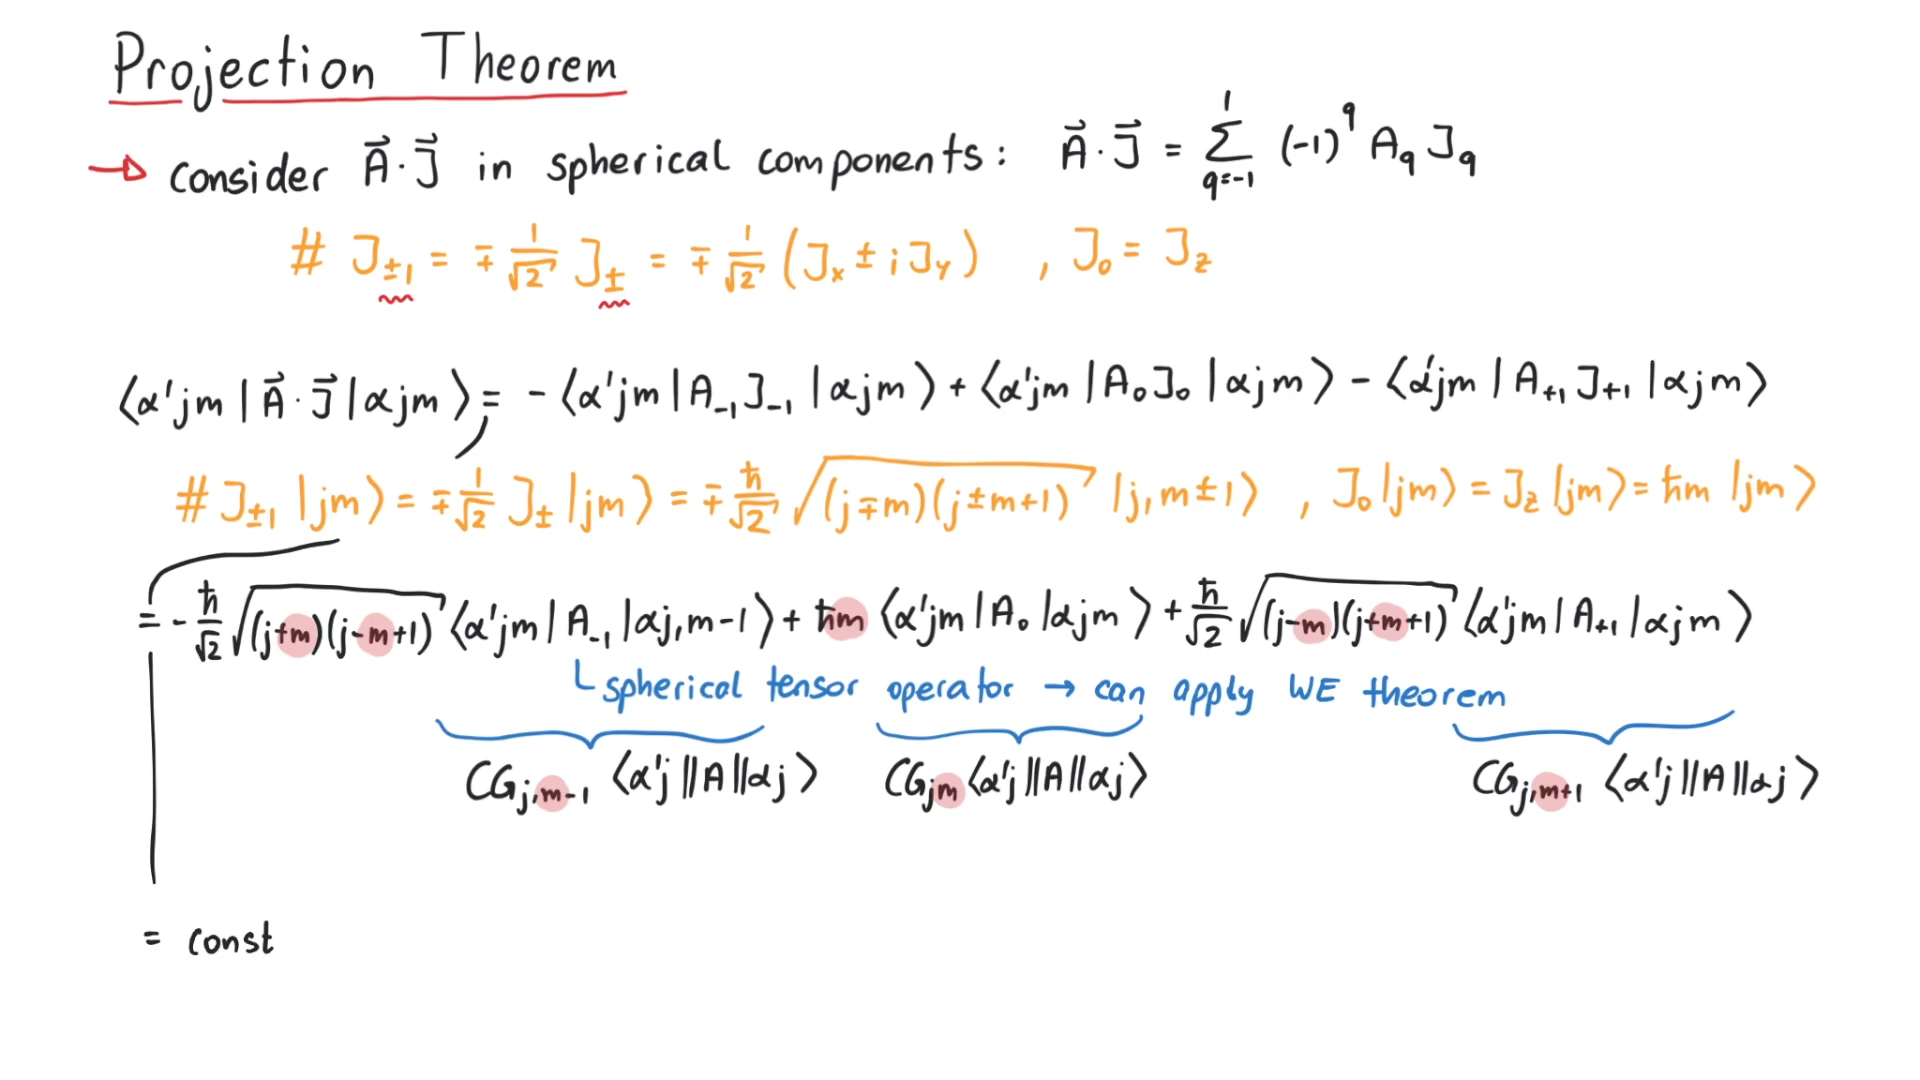 Projection Theorem
→ consider A⃗ · J⃗ in spherical components: A⃗ · J⃗ = ∑_{q=-1}^{1} (-1)^q A_q J_q
# J_{±1} = ∓ 1/√2 J_± = ∓ 1/√2 (J_x ± i J_y) , J_0 = J_z
⟨α'jm | A⃗ · J⃗ | αjm⟩ = - ⟨α'jm | A_{-1} J_{-1} | αjm⟩ + ⟨α'jm | A_0 J_0 | αjm⟩ - ⟨α'jm | A_{+1} J_{+1} | αjm⟩
# J_{±1} |jm⟩ = ∓ 1/√2 J_± |jm⟩ = ∓ ħ/√2 √((j∓m)(j±m+1)) |j, m±1⟩ , J_0 |jm⟩ = J_z |jm⟩ = ħm |jm⟩
= - ħ/√2 √((j+m)(j-m+1)) ⟨α'jm | A_{-1} | αj, m-1⟩ + ħm ⟨α'jm | A_0 | αjm⟩ + ħ/√2 √((j-m)(j+m+1)) ⟨α'jm | A_{+1} | αjm⟩
spherical tensor operator → can apply WE theorem
CG_{j,m-1} ⟨α'j||A||αj⟩ CG_{jm} ⟨α'j||A||αj⟩ CG_{j,m+1} ⟨α'j||A||αj⟩
= const